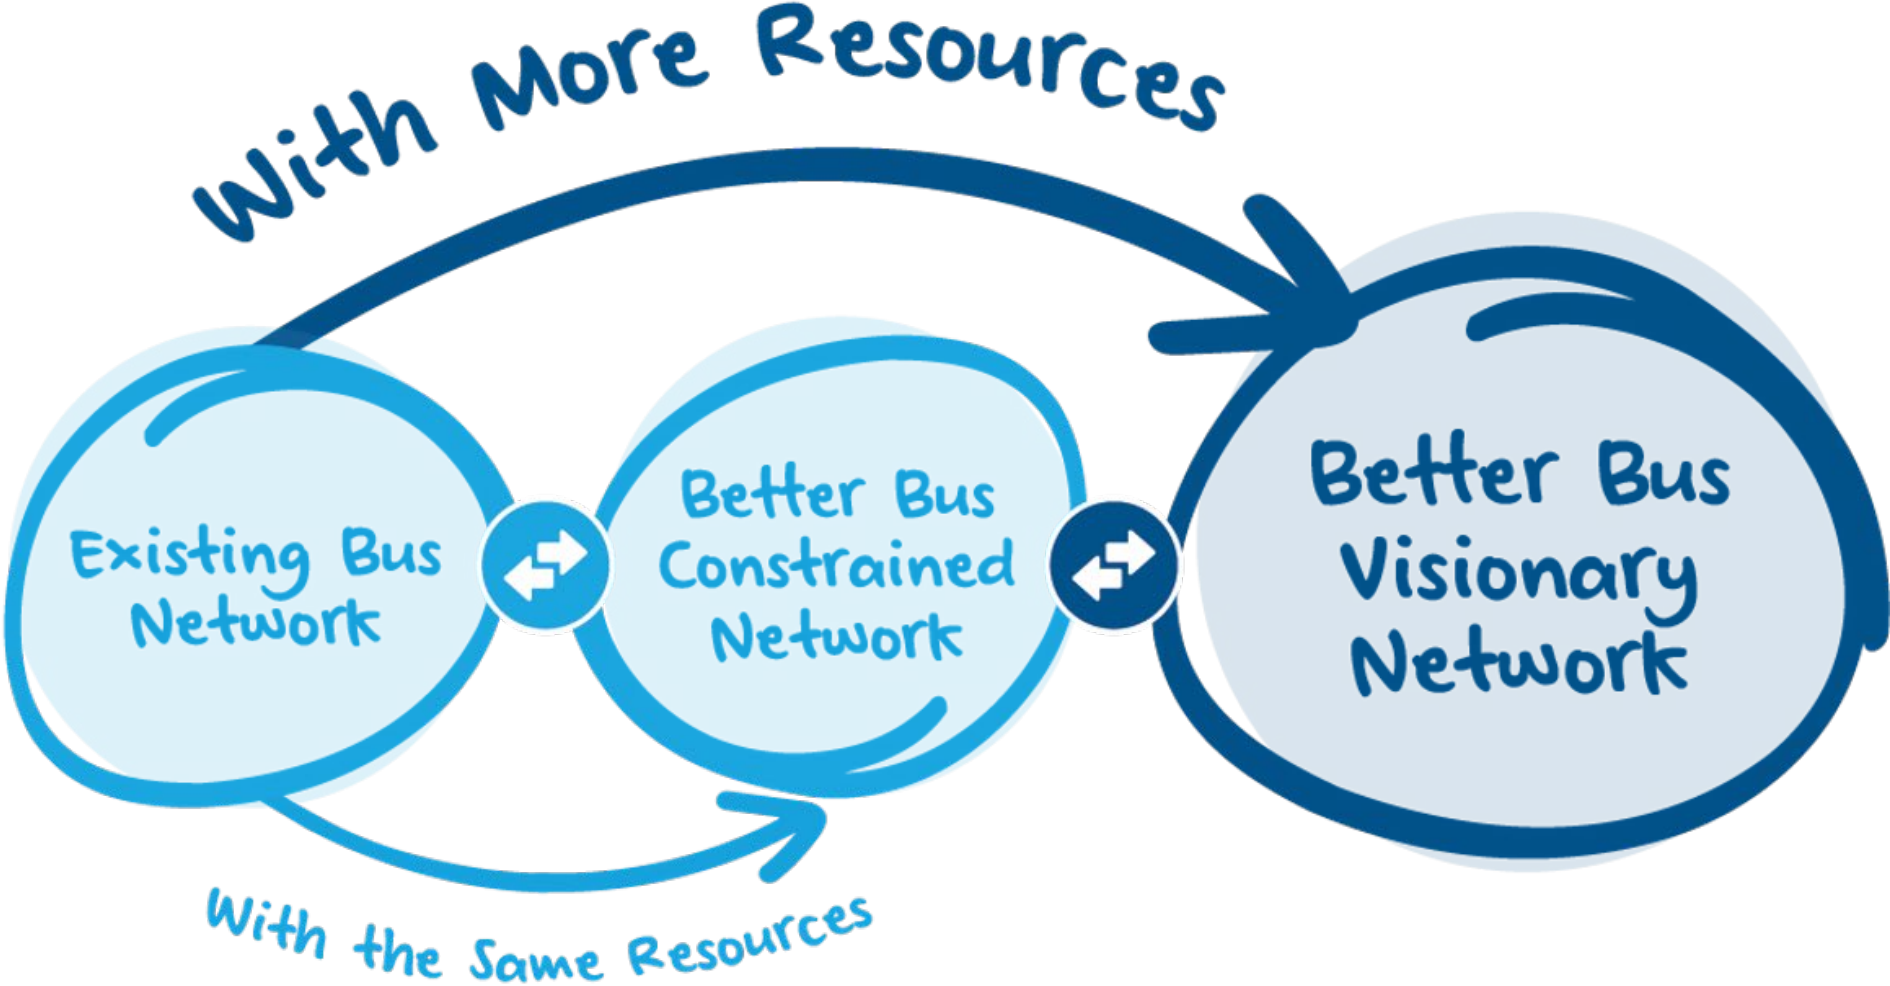 With More Resources
Existing Bus
Network
Better Bus
Constrained
Network
Better Bus
Visionary
Network
With the Same Resources